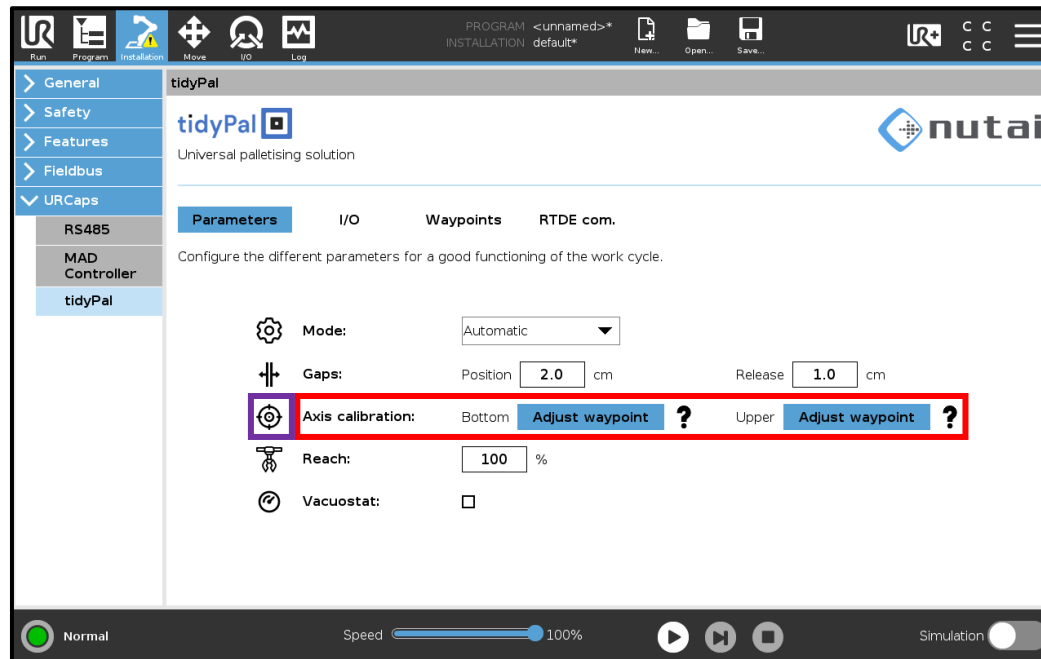 PROGRAM <unnamed>*
INSTALLATION default*
Run Program Installation Move I/O Log New... Open... Save...
UR+ C C
C C
General
Safety
Features
Fieldbus
URCaps
RS485
MAD
Controller
tidyPal
tidyPal
tidyPal
nutai
Universal palletising solution
Parameters I/O Waypoints RTDE com.
Configure the different parameters for a good functioning of the work cycle.
Mode: Automatic
Gaps: Position 2.0 cm Release 1.0 cm
Axis calibration: Bottom Adjust waypoint ? Upper Adjust waypoint ?
Reach: 100 %
Vacuostat:
Normal Speed 100% Simulation